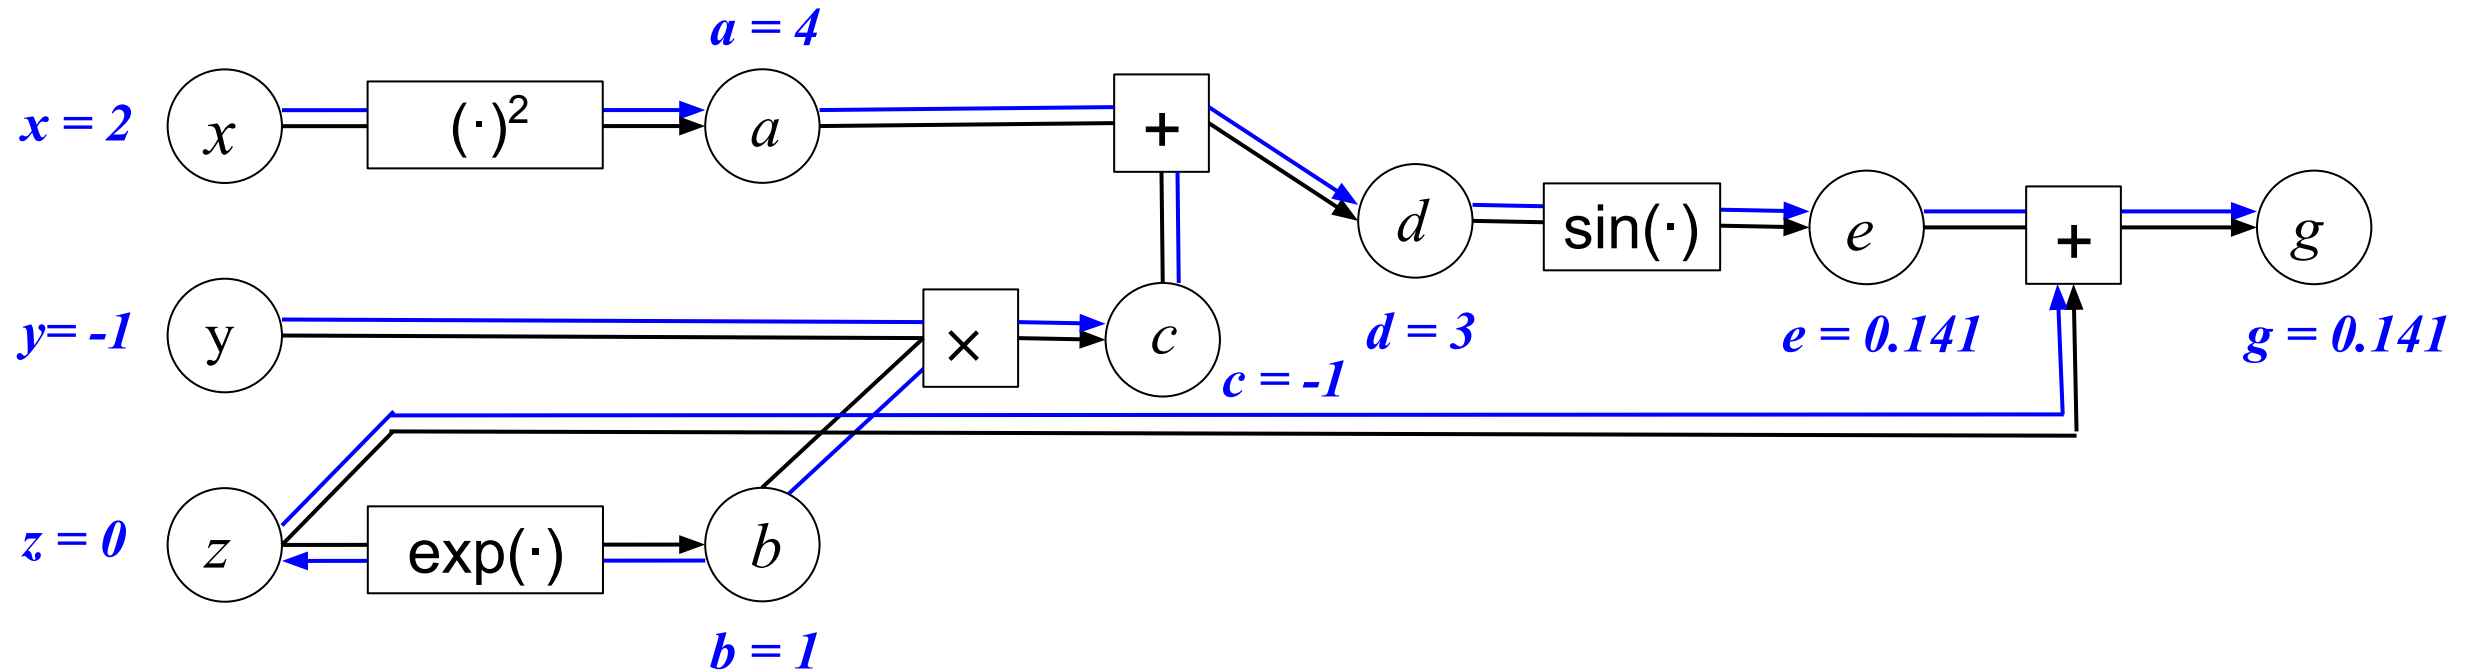 a = 4
x = 2
x
(·)²
a
+
d
sin(·)
e
+
g
y= -1
y
×
c
d = 3
e = 0.141
g = 0.141
c = -1
z = 0
z
exp(·)
b
b = 1